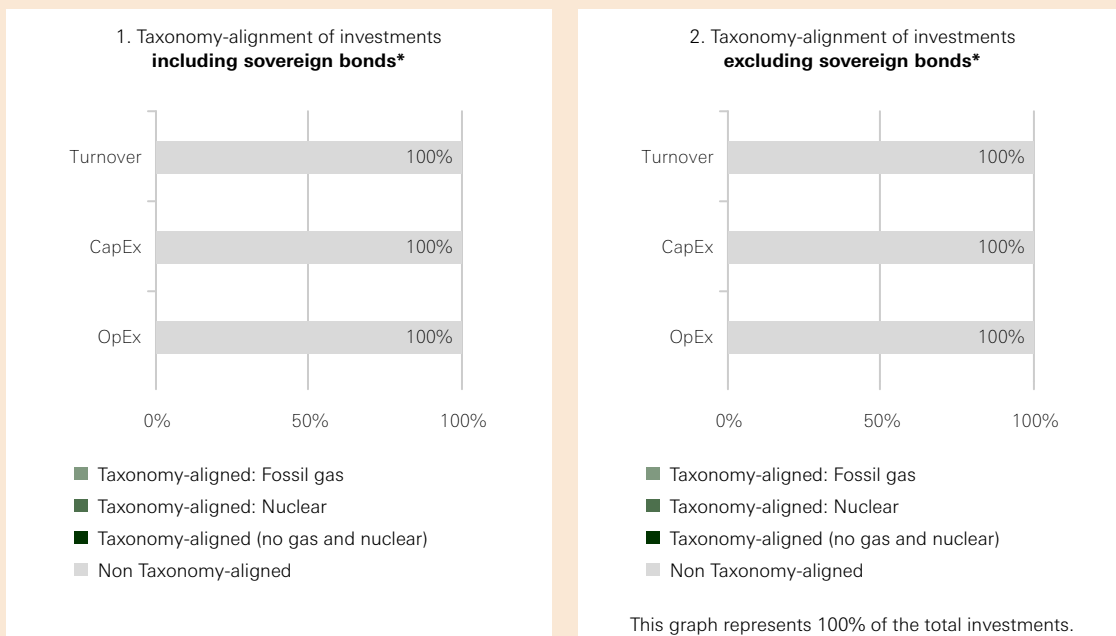 1. Taxonomy-alignment of investments
including sovereign bonds*
Turnover
100%
CapEx
100%
OpEx
100%
0% 50% 100%
Taxonomy-aligned: Fossil gas
Taxonomy-aligned: Nuclear
Taxonomy-aligned (no gas and nuclear)
Non Taxonomy-aligned
2. Taxonomy-alignment of investments
excluding sovereign bonds*
Turnover
100%
CapEx
100%
OpEx
100%
0% 50% 100%
Taxonomy-aligned: Fossil gas
Taxonomy-aligned: Nuclear
Taxonomy-aligned (no gas and nuclear)
Non Taxonomy-aligned
This graph represents 100% of the total investments.